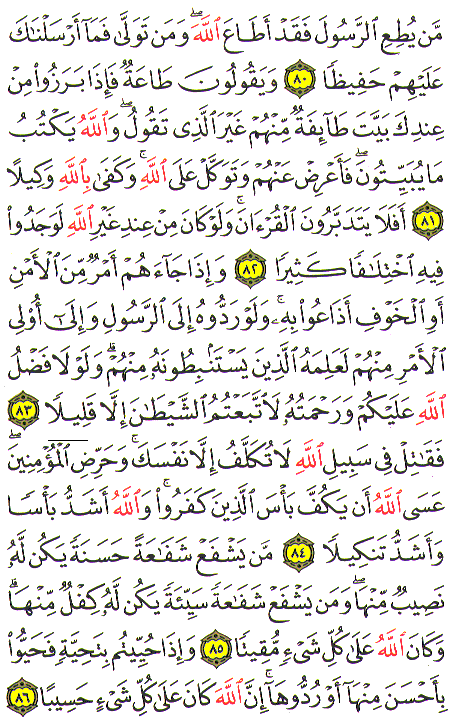 مَّن يُطِعِ ٱلرَّسُولَ فَقَدۡ أَطَاعَ ٱللَّهَۖ وَمَن تَوَلَّىٰ فَمَآ أَرۡسَلۡنَٰكَ
عَلَيۡهِمۡ حَفِيظٗا ٨٠ وَيَقُولُونَ طَاعَةٞ فَإِذَا بَرَزُواْ مِنۡ
عِندِكَ بَيَّتَ طَآئِفَةٞ مِّنۡهُمۡ غَيۡرَ ٱلَّذِي تَقُولُۖ وَٱللَّهُ يَكۡتُبُ
مَا يُبَيِّتُونَۖ فَأَعۡرِضۡ عَنۡهُمۡ وَتَوَكَّلۡ عَلَى ٱللَّهِۚ وَكَفَىٰ بِٱللَّهِ وَكِيلًا
٨١ أَفَلَا يَتَدَبَّرُونَ ٱلۡقُرۡءَانَۚ وَلَوۡ كَانَ مِنۡ عِندِ غَيۡرِ ٱللَّهِ لَوَجَدُواْ
فِيهِ ٱخۡتِلَٰفٗا كَثِيرٗا ٨٢ وَإِذَا جَآءَهُمۡ أَمۡرٞ مِّنَ ٱلۡأَمۡنِ
أَوِ ٱلۡخَوۡفِ أَذَاعُواْ بِهِۦۖ وَلَوۡ رَدُّوهُ إِلَى ٱلرَّسُولِ وَإِلَىٰٓ أُوْلِي
ٱلۡأَمۡرِ مِنۡهُمۡ لَعَلِمَهُ ٱلَّذِينَ يَسۡتَنۢبِطُونَهُۥ مِنۡهُمۡۗ وَلَوۡلَا فَضۡلُ
ٱللَّهِ عَلَيۡكُمۡ وَرَحۡمَتُهُۥ لَٱتَّبَعۡتُمُ ٱلشَّيۡطَٰنَ إِلَّا قَلِيلٗا ٨٣
فَقَٰتِلۡ فِي سَبِيلِ ٱللَّهِ لَا تُكَلَّفُ إِلَّا نَفۡسَكَۚ وَحَرِّضِ ٱلۡمُؤۡمِنِينَۖ
عَسَى ٱللَّهُ أَن يَكُفَّ بَأۡسَ ٱلَّذِينَ كَفَرُواْۚ وَٱللَّهُ أَشَدُّ بَأۡسٗا
وَأَشَدُّ تَنكِيلٗا ٨٤ مَّن يَشۡفَعۡ شَفَٰعَةً حَسَنَةٗ يَكُن لَّهُۥ
نَصِيبٞ مِّنۡهَاۖ وَمَن يَشۡفَعۡ شَفَٰعَةٗ سَيِّئَةٗ يَكُن لَّهُۥ كِفۡلٞ مِّنۡهَاۗ
وَكَانَ ٱللَّهُ عَلَىٰ كُلِّ شَيۡءٖ مُّقِيتٗا ٨٥ وَإِذَا حُيِّيتُم بِتَحِيَّةٖ فَحَيُّواْ
بِأَحۡسَنَ مِنۡهَآ أَوۡ رُدُّوهَآۗ إِنَّ ٱللَّهَ كَانَ عَلَىٰ كُلِّ شَيۡءٍ حَسِيبًا ٨٦